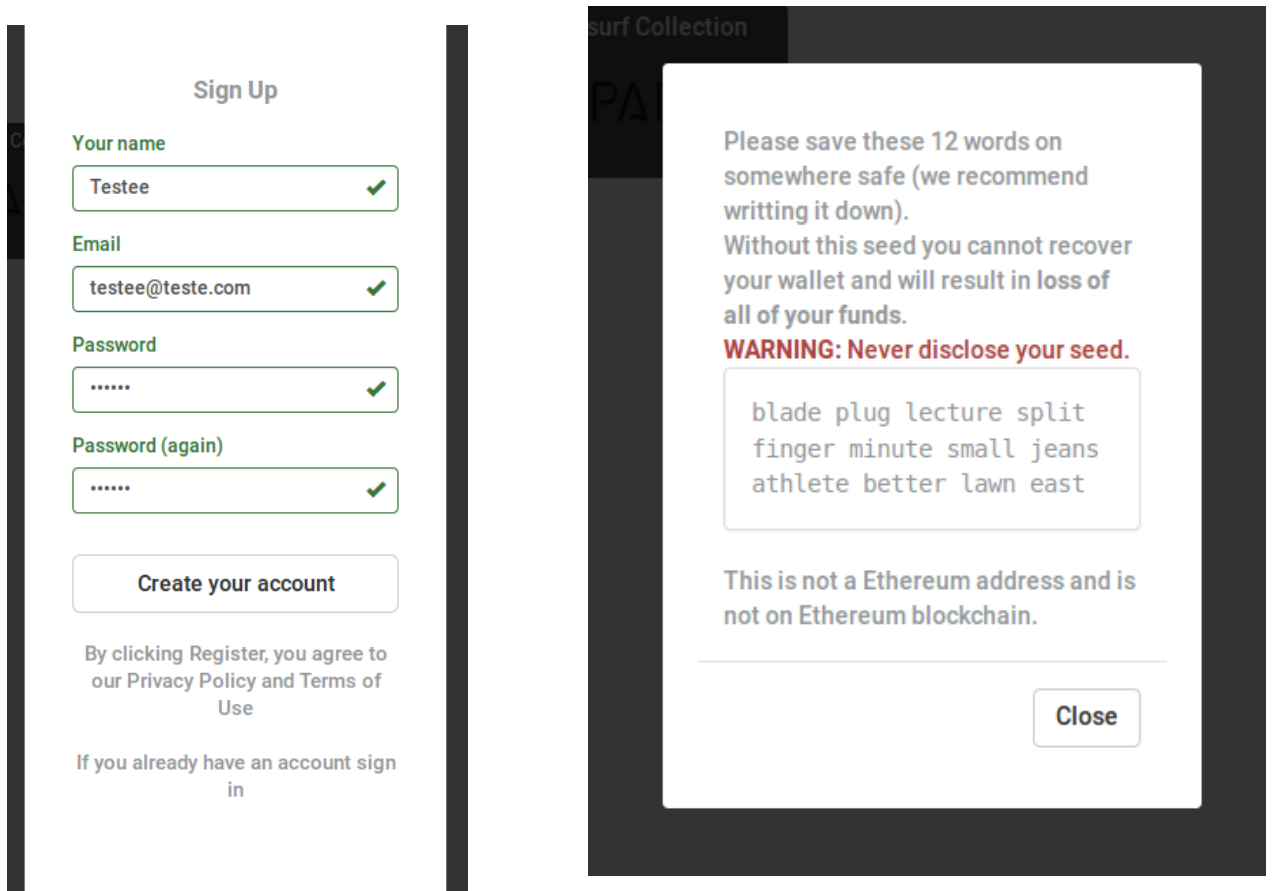 Sign Up
Your name
Testee
Email
testee@teste.com
Password
••••••
Password (again)
••••••
Create your account
By clicking Register, you agree to
our Privacy Policy and Terms of
Use
If you already have an account sign
in
surf Collection
Please save these 12 words on
somewhere safe (we recommend
writting it down).
Without this seed you cannot recover
your wallet and will result in loss of
all of your funds.
WARNING: Never disclose your seed.
blade plug lecture split
finger minute small jeans
athlete better lawn east
This is not a Ethereum address and is
not on Ethereum blockchain.
Close